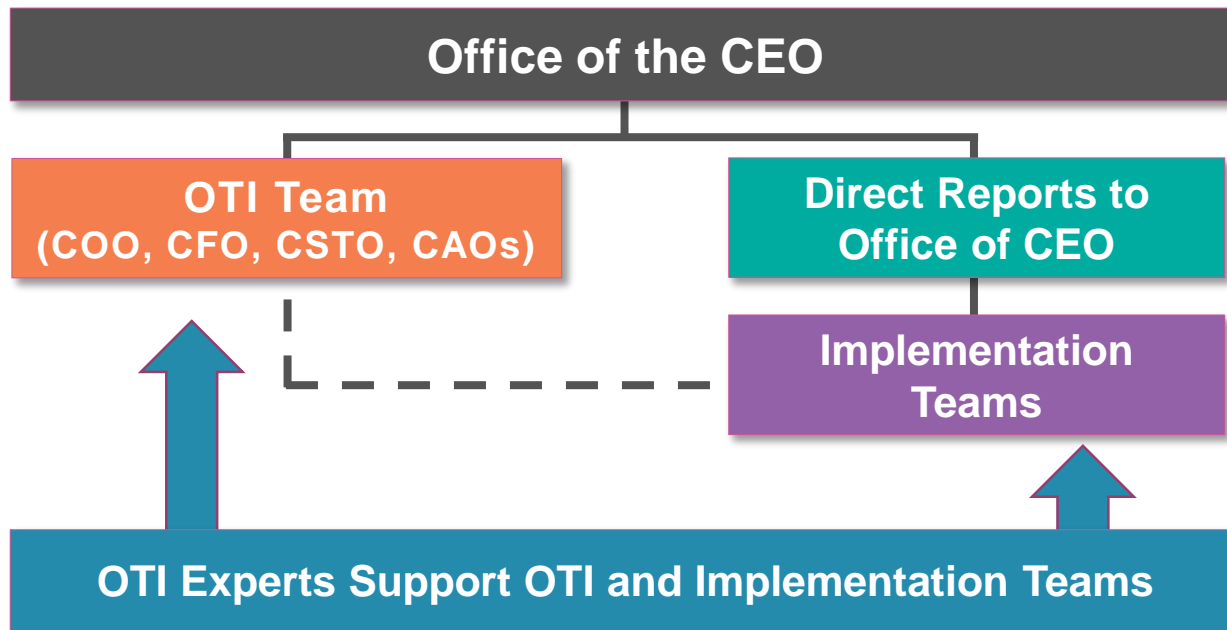 Office of the CEO
OTI Team
(COO, CFO, CSTO, CAOs)
Direct Reports to
Office of CEO
Implementation
Teams
OTI Experts Support OTI and Implementation Teams